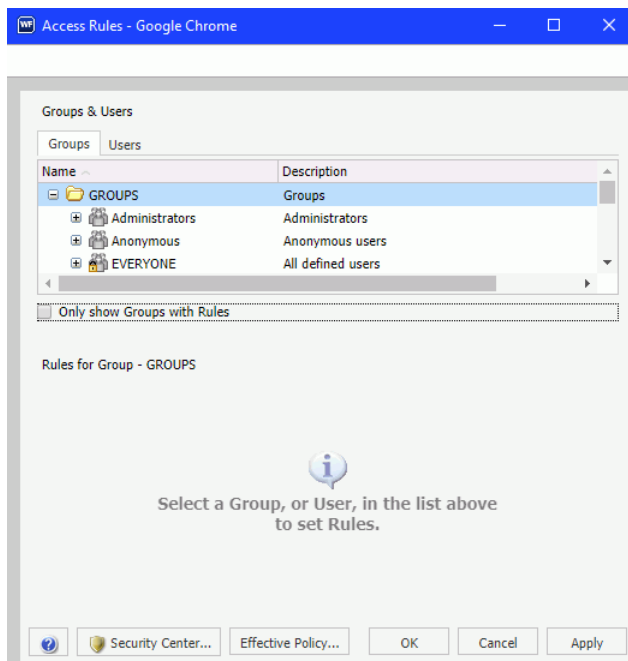 WF Access Rules - Google Chrome
Groups & Users
Groups Users
Name Description
GROUPS Groups
Administrators Administrators
Anonymous Anonymous users
EVERYONE All defined users
Only show Groups with Rules
Rules for Group - GROUPS
Select a Group, or User, in the list above
to set Rules.
Security Center... Effective Policy... OK Cancel Apply